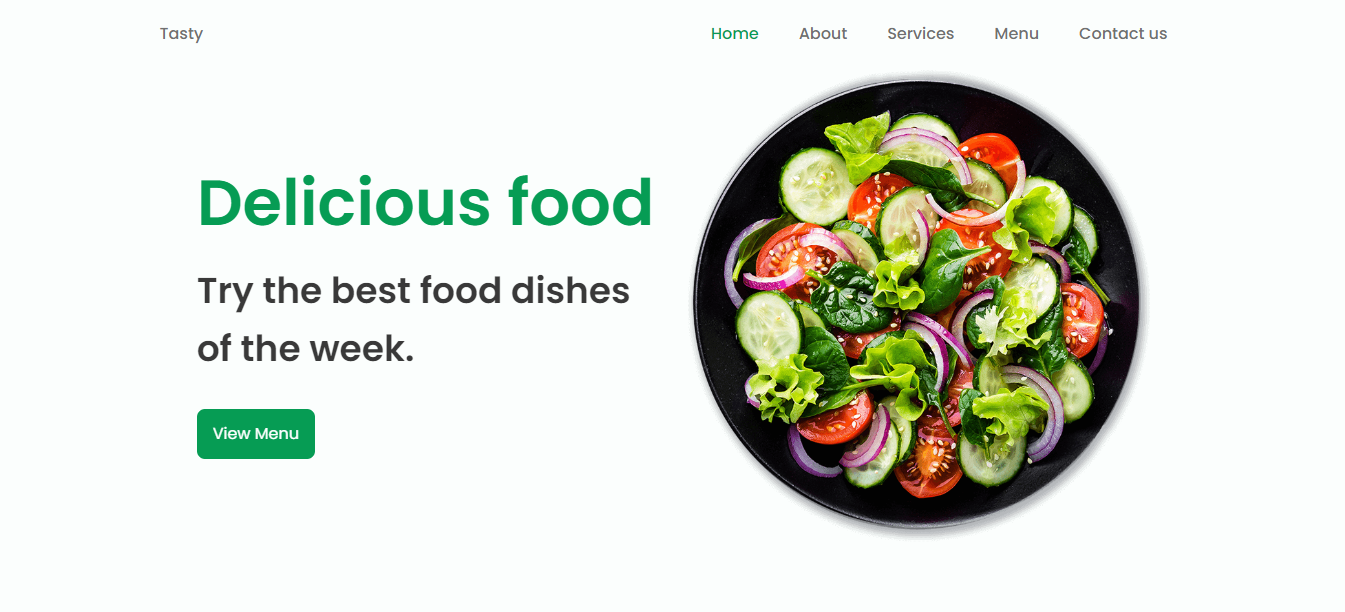 Tasty
Home About Services Menu Contact us
Delicious food
Try the best food dishes
of the week.
View Menu